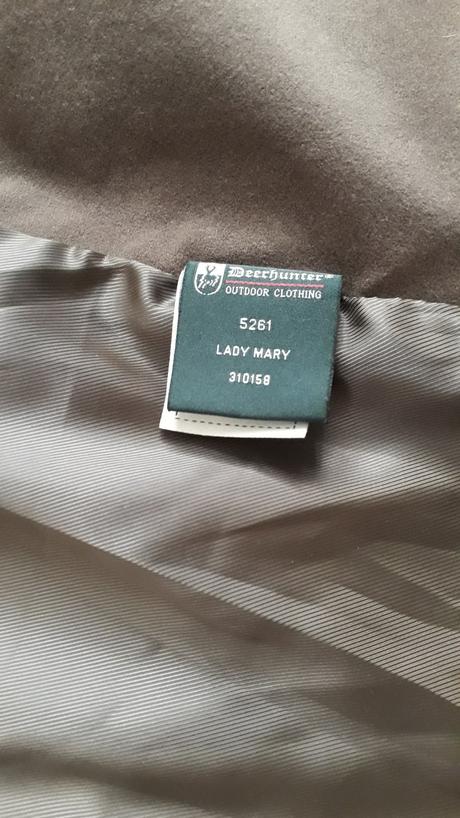 Deerhunter®
OUTDOOR CLOTHING
5261
LADY MARY
310158